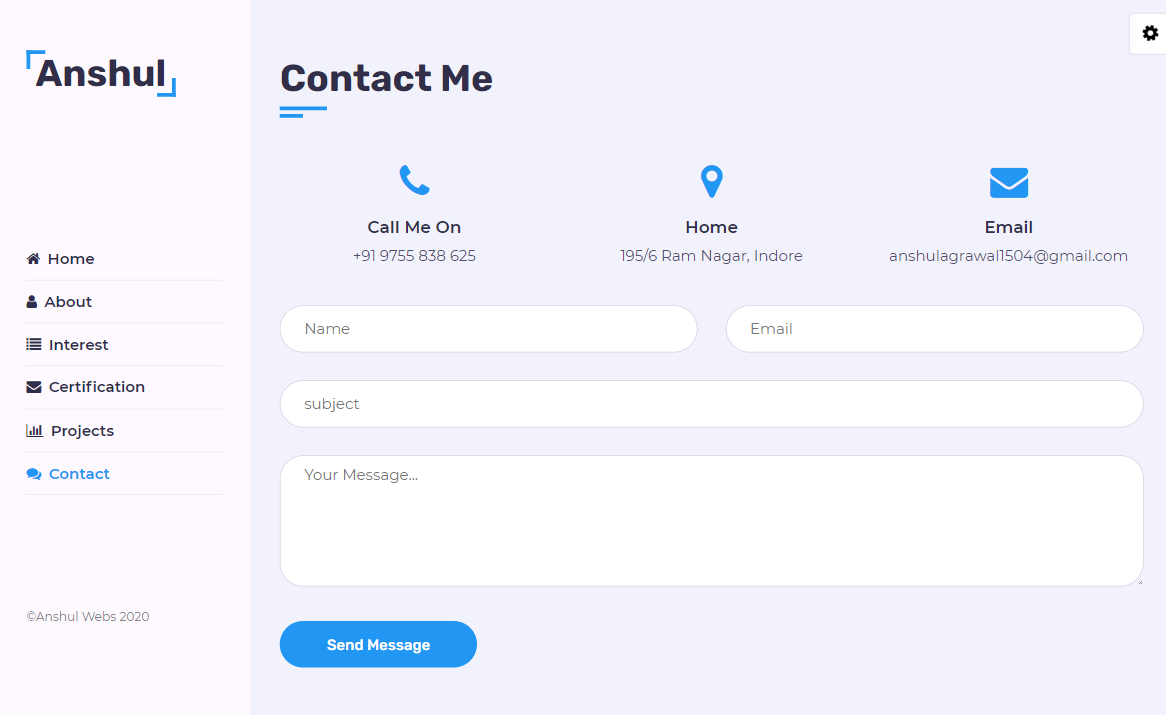 Anshul
Home
About
Interest
Certification
Projects
Contact
©Anshul Webs 2020
Contact Me
Call Me On
+91 9755 838 625
Home
195/6 Ram Nagar, Indore
Email
anshulagrawal1504@gmail.com
Name
Email
subject
Your Message...
Send Message